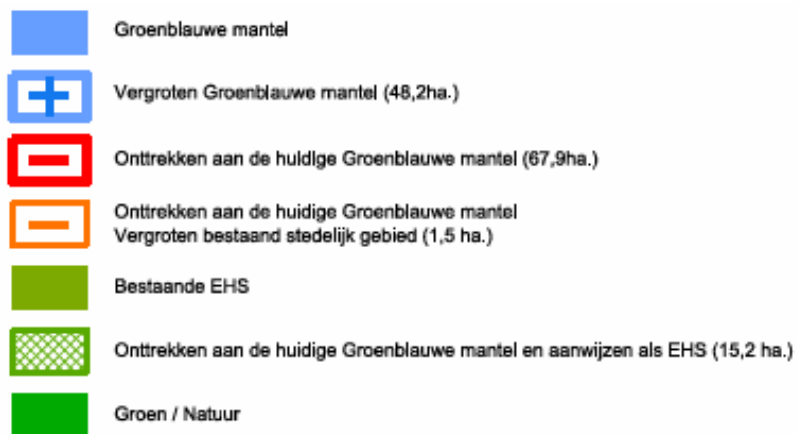 Groenblauwe mantel
Vergroten Groenblauwe mantel (48,2ha.)
Onttrekken aan de huidige Groenblauwe mantel (67,9ha.)
Onttrekken aan de huidige Groenblauwe mantel
Vergroten bestaand stedelijk gebied (1,5 ha.)
Bestaande EHS
Onttrekken aan de huidige Groenblauwe mantel en aanwijzen als EHS (15,2 ha.)
Groen / Natuur